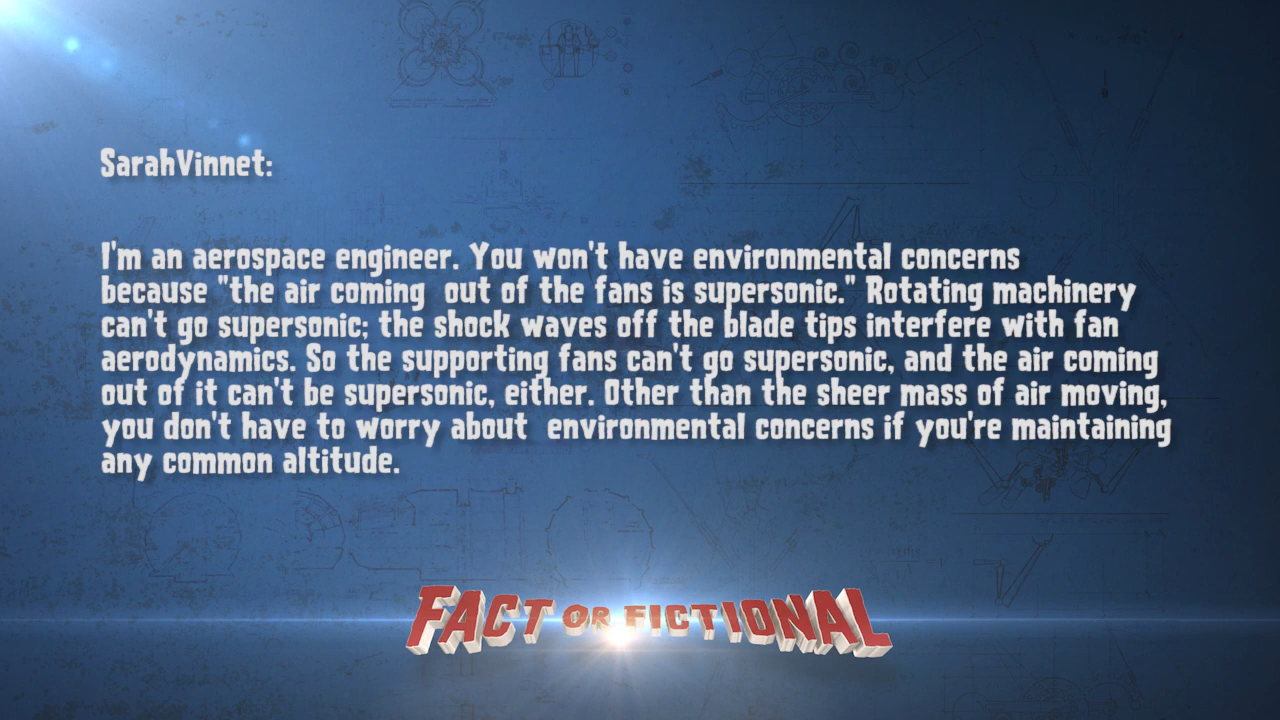 SarahVinnet:
I'm an aerospace engineer. You won't have environmental concerns
because "the air coming  out of the fans is supersonic." Rotating machinery
can't go supersonic; the shock waves off the blade tips interfere with fan
aerodynamics. So the supporting fans can't go supersonic, and the air coming
out of it can't be supersonic, either. Other than the sheer mass of air moving,
you don't have to worry about  environmental concerns if you're maintaining
any common altitude.
FACT OR FICTIONAL